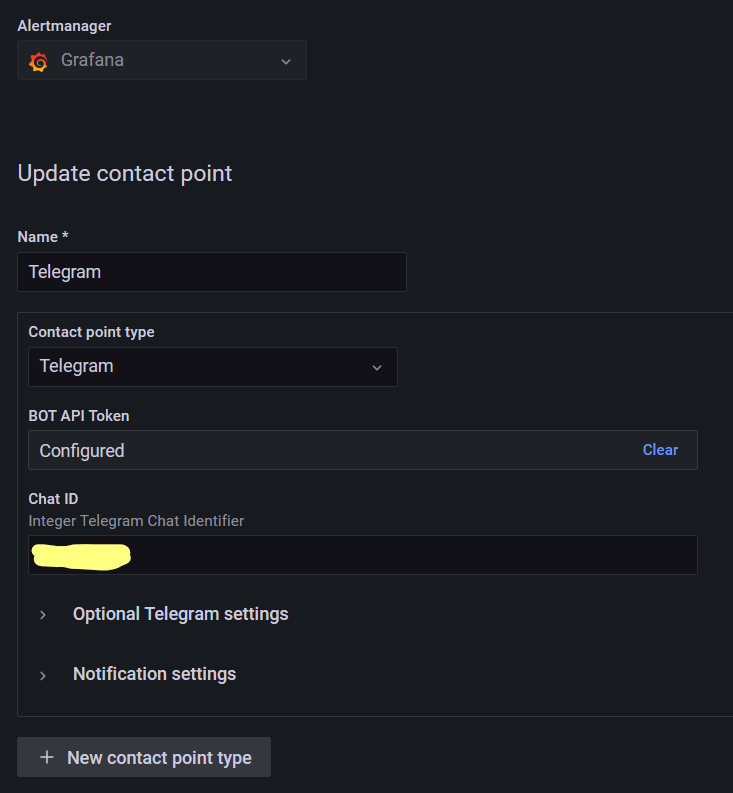 Alertmanager
Grafana
Update contact point
Name *
Telegram
Contact point type
Telegram
BOT API Token
Configured Clear
Chat ID
Integer Telegram Chat Identifier
Optional Telegram settings
Notification settings
+ New contact point type